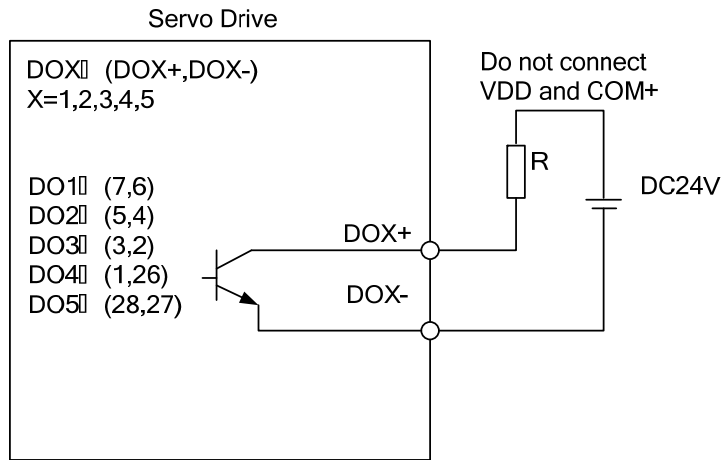 Servo Drive
DOX▯ (DOX+,DOX-)
X=1,2,3,4,5
DO1▯ (7,6)
DO2▯ (5,4)
DO3▯ (3,2)
DO4▯ (1,26)
DO5▯ (28,27)
DOX+
DOX-
Do not connect
VDD and COM+
R
DC24V